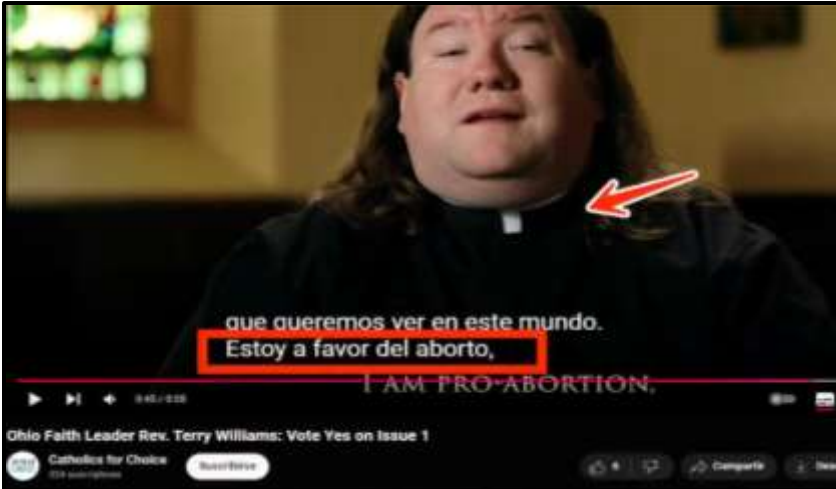 que queremos ver en este mundo.
Estoy a favor del aborto,
I AM PRO-ABORTION,
Ohio Faith Leader Rev. Terry Williams: Vote Yes on Issue 1
Catholics for Choice
Suscribirse
6
Compartir